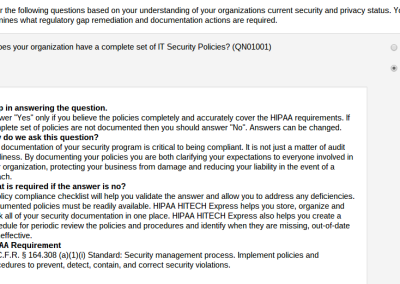 r the following questions based on your understanding of your organizations current security and privacy status. Yo
nines what regulatory gap remediation and documentation actions are required.
oes your organization have a complete set of IT Security Policies? (QN01001)
p in answering the question.
wer "Yes" only if you believe the policies completely and accurately cover the HIPAA requirements. If
plete set of policies are not documented then you should answer "No". Answers can be changed.
y do we ask this question?
documentation of your security program is critical to being compliant. It is not just a matter of audit
diness. By documenting your policies you are both clarifying your expectations to everyone involved in
r organization, protecting your business from damage and reducing your liability in the event of a
ach.
at is required if the answer is no?
olicy compliance checklist will help you validate the answer and allow you to address any deficiencies.
umented policies must be readily available. HIPAA HITECH Express helps you store, organize and
k all of your security documentation in one place. HIPAA HITECH Express also helps you create a
edule for periodic review the policies and procedures and identify when they are missing, out-of-date
effective.
AA Requirement
C.F.R. § 164.308 (a)(1)(i) Standard: Security management process. Implement policies and
cedures to prevent, detect, contain, and correct security violations.